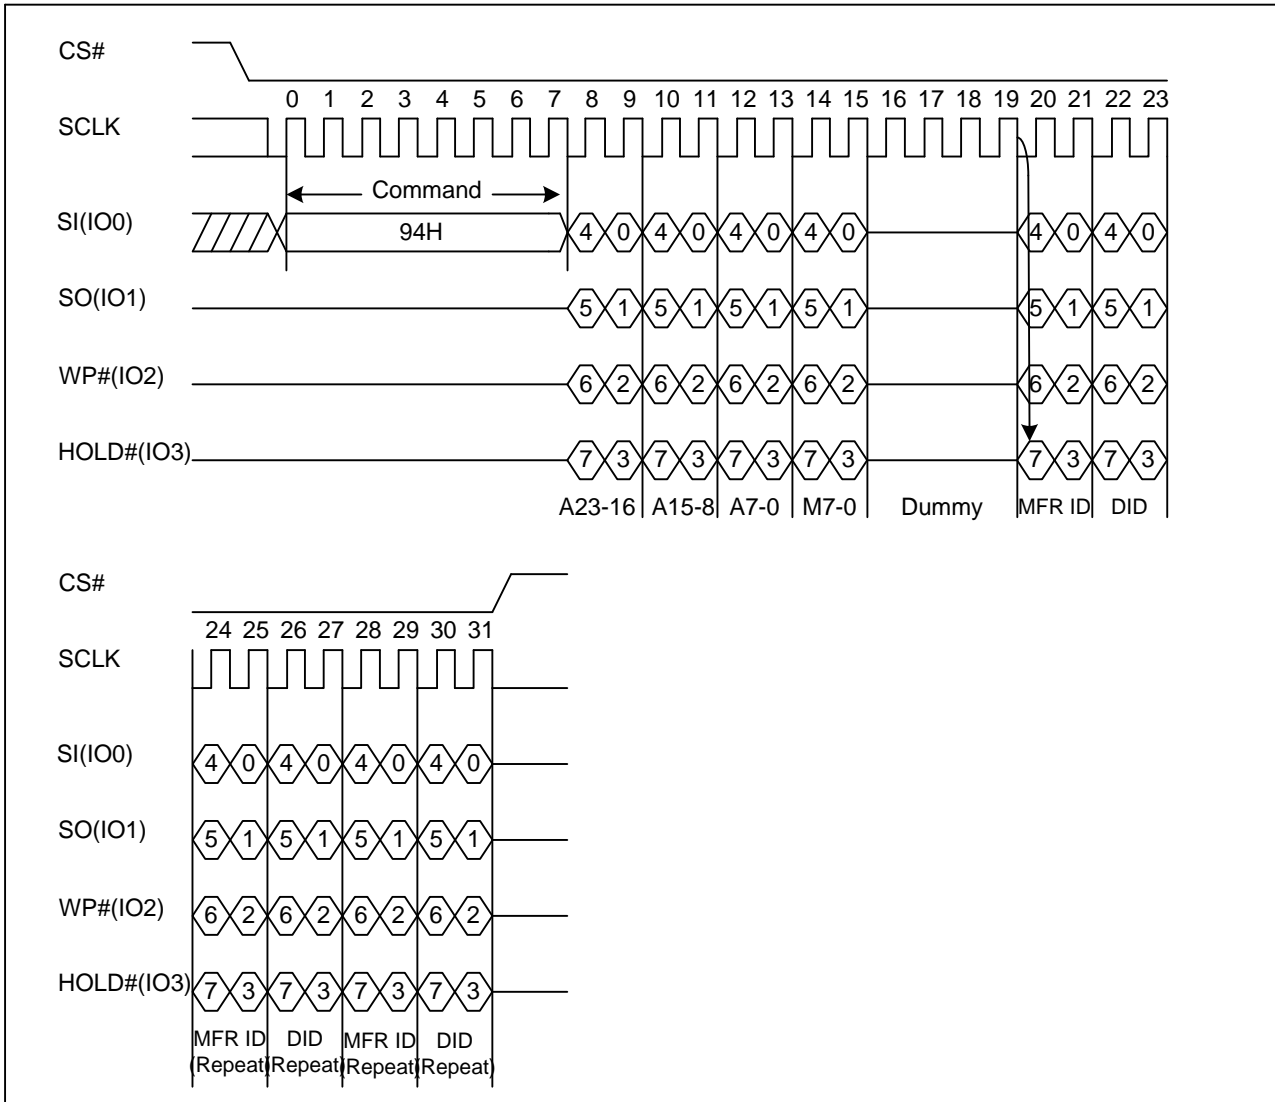 CS#
0 1 2 3 4 5 6 7 8 9 10 11 12 13 14 15 16 17 18 19 20 21 22 23
SCLK
Command
SI(IO0) 94H 4 0 4 0 4 0 4 0 4 0 4 0
SO(IO1) 5 1 5 1 5 1 5 1 5 1 5 1
WP#(IO2) 6 2 6 2 6 2 6 2 6 2 6 2
HOLD#(IO3) 7 3 7 3 7 3 7 3 7 3 7 3
A23-16 A15-8 A7-0 M7-0 Dummy MFR ID DID
CS#
24 25 26 27 28 29 30 31
SCLK
SI(IO0) 4 0 4 0 4 0 4 0
SO(IO1) 5 1 5 1 5 1 5 1
WP#(IO2) 6 2 6 2 6 2 6 2
HOLD#(IO3) 7 3 7 3 7 3 7 3
MFR ID DID MFR ID DID
(Repeat) (Repeat) (Repeat) (Repeat)